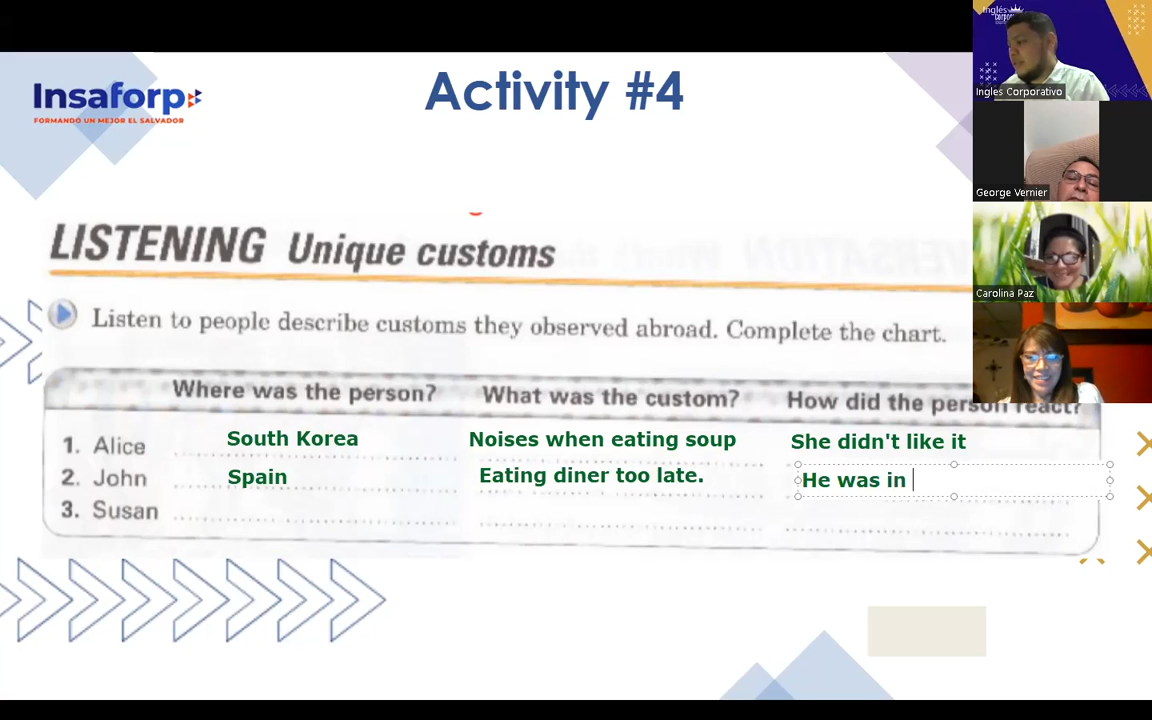 Inglés
Insaforp
FORMANDO UN MEJOR EL SALVADOR
Activity #4
Ingles Corporativo
George Vernier
Carolina Paz
LISTENING Unique customs
Listen to people describe customs they observed abroad. Complete the chart.
Where was the person? What was the custom? How did the person react?
1. Alice South Korea Noises when eating soup She didn't like it
2. John Spain Eating diner too late. He was in
3. Susan